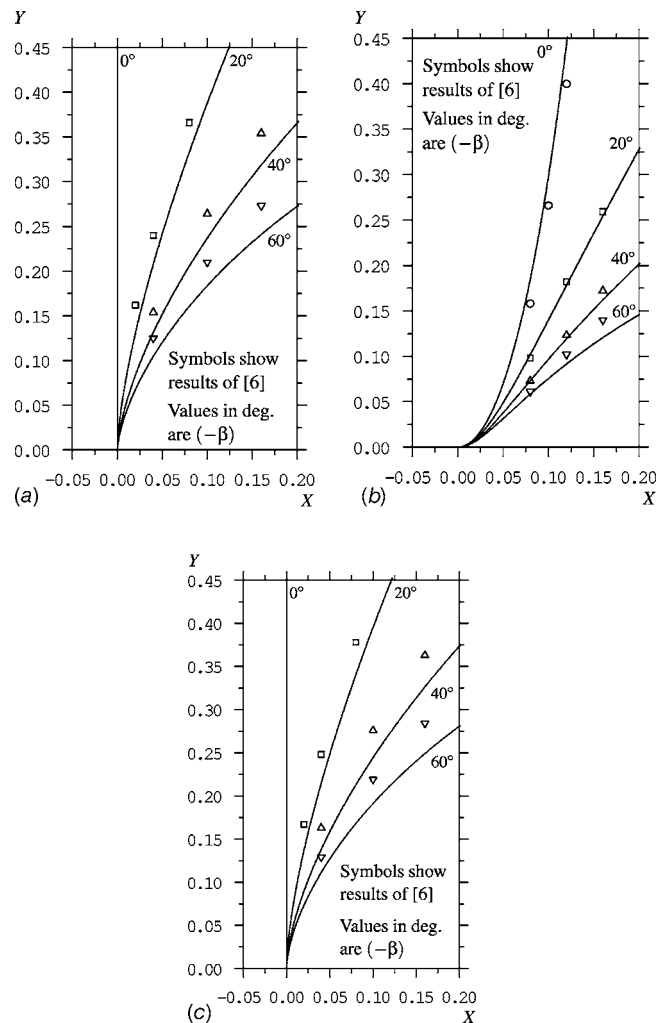 Y
0.45
0.40
0.35
0.30
0.25
0.20
0.15
0.10
0.05
0.00
0°
20°
40°
60°
Symbols show
results of [6]
Values in deg.
are (−β)
−0.05 0.00 0.05 0.10 0.15 0.20
(a)
X
Y
0.45
0.40
0.35
0.30
0.25
0.20
0.15
0.10
0.05
0.00
0°
Symbols show
results of [6]
Values in deg.
are (−β)
20°
40°
60°
−0.05 0.00 0.05 0.10 0.15 0.20
(b)
X
Y
0.45
0.40
0.35
0.30
0.25
0.20
0.15
0.10
0.05
0.00
0°
20°
40°
60°
Symbols show
results of [6]
Values in deg.
are (−β)
−0.05 0.00 0.05 0.10 0.15 0.20
(c)
X